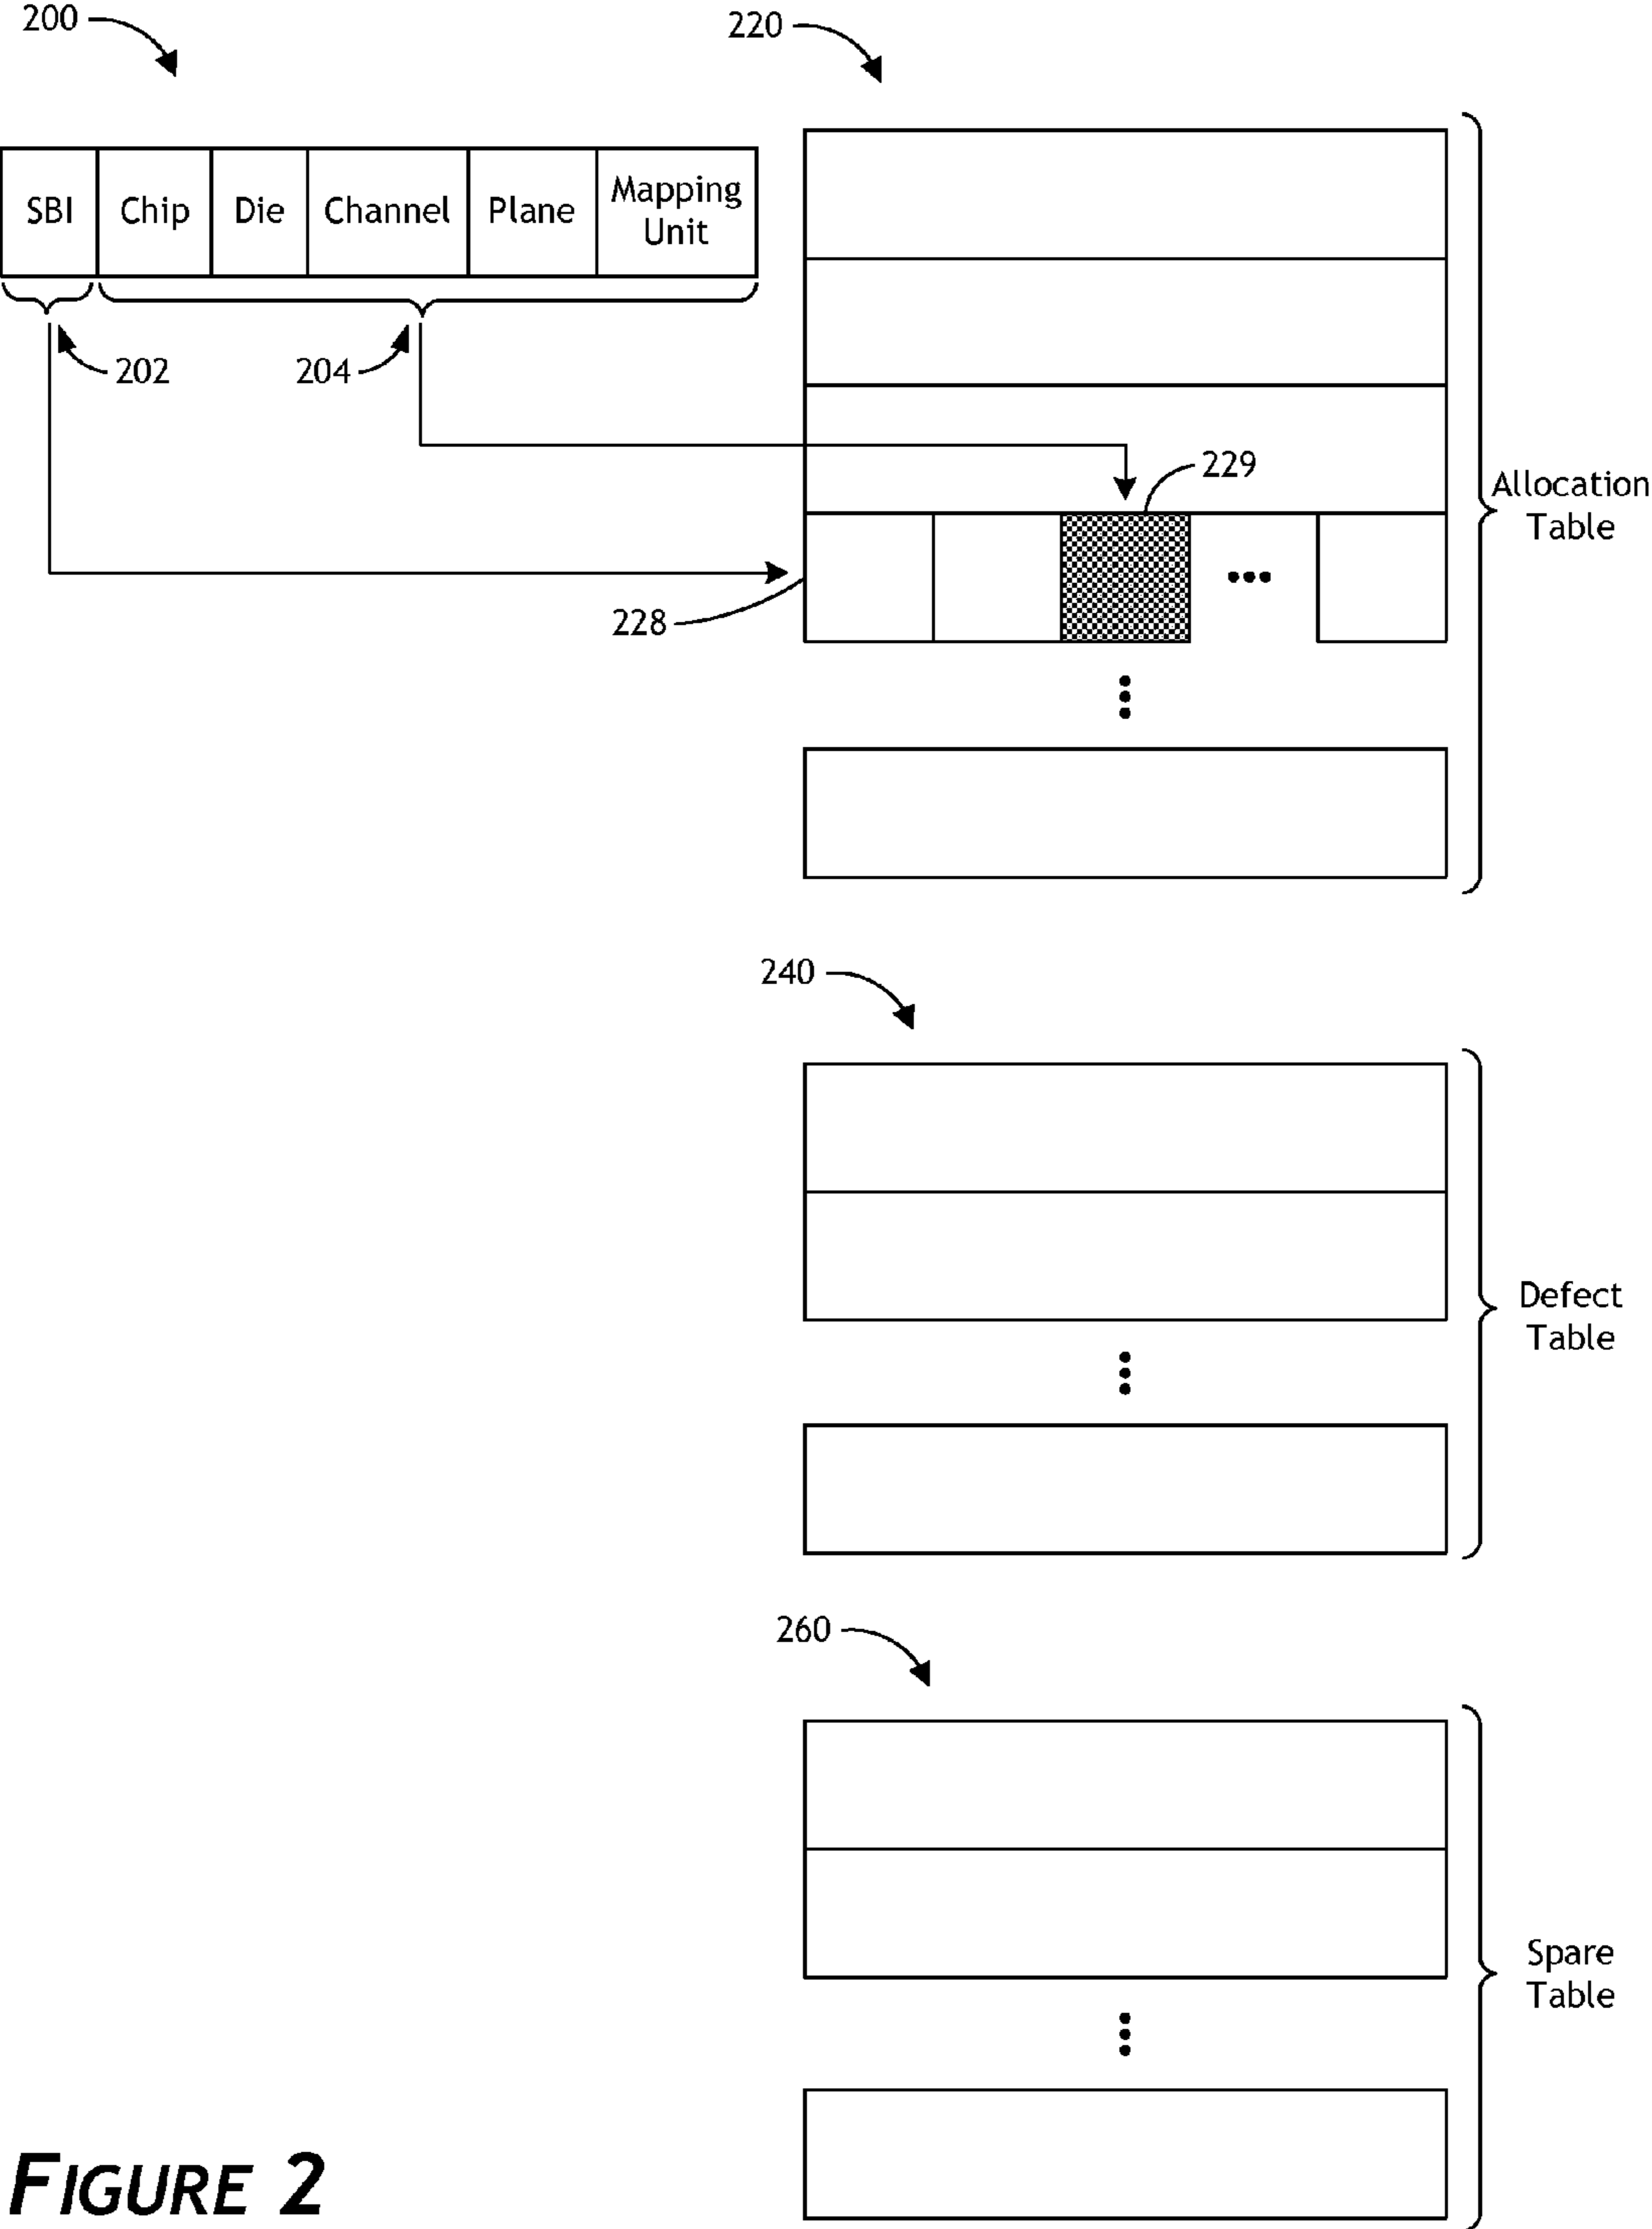 200
220
SBI
Chip
Die
Channel
Plane
Mapping
Unit
202
204
229
Allocation
Table
228
240
Defect
Table
260
Spare
Table
FIGURE 2